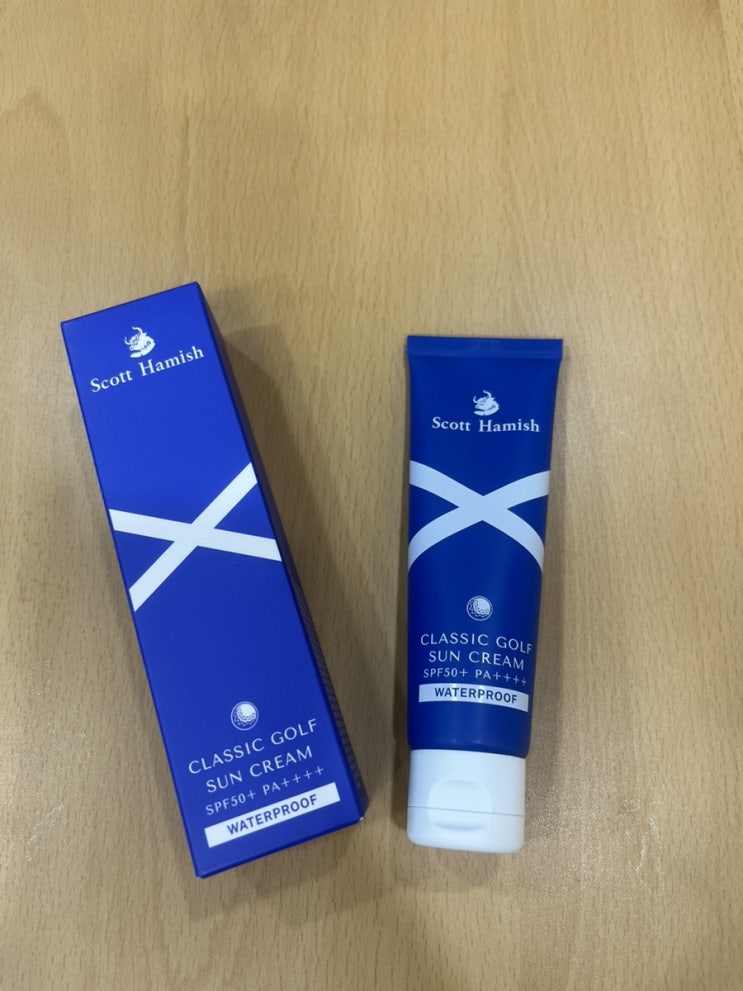 Scott Hamish
CLASSIC GOLF
SUN CREAM
SPF50+ PA++++
WATERPROOF
Scott Hamish
CLASSIC GOLF
SUN CREAM
SPF50+ PA++++
WATERPROOF